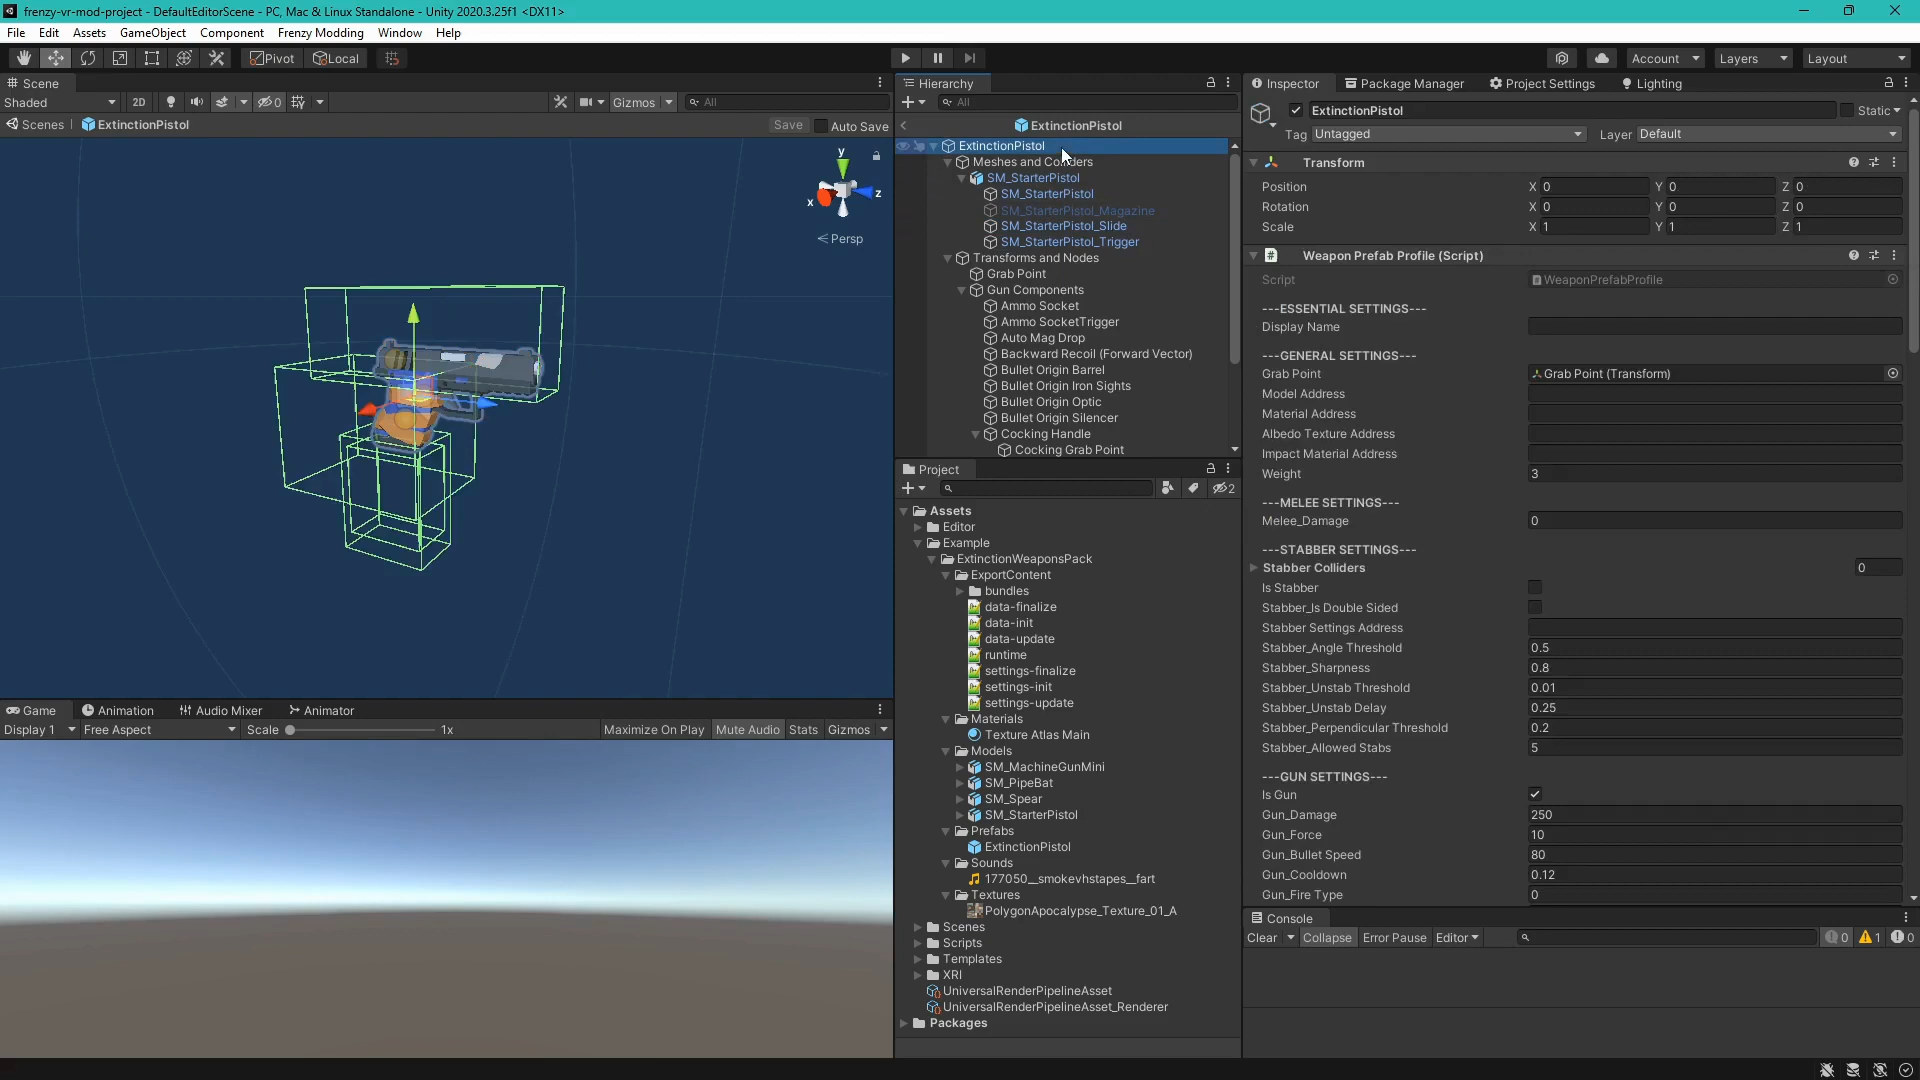 frenzy-vr-mod-project - DefaultEditorScene - PC, Mac & Linux Standalone - Unity 2020.3.25f1 <DX11>
File Edit Assets GameObject Component Frenzy Modding Window Help
Pivot Local Account Layers Layout
Scene
Shaded 2D 0 Gizmos All
Scenes ExtinctionPistol Save Auto Save
y
x
z
Persp
Game Animation Audio Mixer Animator
Display 1 Free Aspect Scale 1x Maximize On Play Mute Audio Stats Gizmos
Hierarchy
All
ExtinctionPistol
ExtinctionPistol
Meshes and Colliders
SM_StarterPistol
SM_StarterPistol
SM_StarterPistol_Magazine
SM_StarterPistol_Slide
SM_StarterPistol_Trigger
Transforms and Nodes
Grab Point
Gun Components
Ammo Socket
Ammo SocketTrigger
Auto Mag Drop
Backward Recoil (Forward Vector)
Bullet Origin Barrel
Bullet Origin Iron Sights
Bullet Origin Optic
Bullet Origin Silencer
Cocking Handle
Cocking Grab Point
Project
2
Assets
Editor
Example
ExtinctionWeaponsPack
ExportContent
bundles
data-finalize
data-init
data-update
runtime
settings-finalize
settings-init
settings-update
Materials
Texture Atlas Main
Models
SM_MachineGunMini
SM_PipeBat
SM_Spear
SM_StarterPistol
Prefabs
ExtinctionPistol
Sounds
177050__smokevhstapes__fart
Textures
PolygonApocalypse_Texture_01_A
Scenes
Scripts
Templates
XRI
UniversalRenderPipelineAsset
UniversalRenderPipelineAsset_Renderer
Packages
Inspector Package Manager Project Settings Lighting
ExtinctionPistol Static
Tag Untagged Layer Default
Transform
Position X 0 Y 0 Z 0
Rotation X 0 Y 0 Z 0
Scale X 1 Y 1 Z 1
Weapon Prefab Profile (Script)
Script WeaponPrefabProfile
---ESSENTIAL SETTINGS---
Display Name
---GENERAL SETTINGS---
Grab Point Grab Point (Transform)
Model Address
Material Address
Albedo Texture Address
Impact Material Address
Weight 3
---MELEE SETTINGS---
Melee_Damage 0
---STABBER SETTINGS---
Stabber Colliders 0
Is Stabber
Stabber_Is Double Sided
Stabber Settings Address
Stabber_Angle Threshold 0.5
Stabber_Sharpness 0.8
Stabber_Unstab Threshold 0.01
Stabber_Unstab Delay 0.25
Stabber_Perpendicular Threshold 0.2
Stabber_Allowed Stabs 5
---GUN SETTINGS---
Is Gun
Gun_Damage 250
Gun_Force 10
Gun_Bullet Speed 80
Gun_Cooldown 0.12
Gun_Fire Type 0
Console
Clear Collapse Error Pause Editor 0 1 0